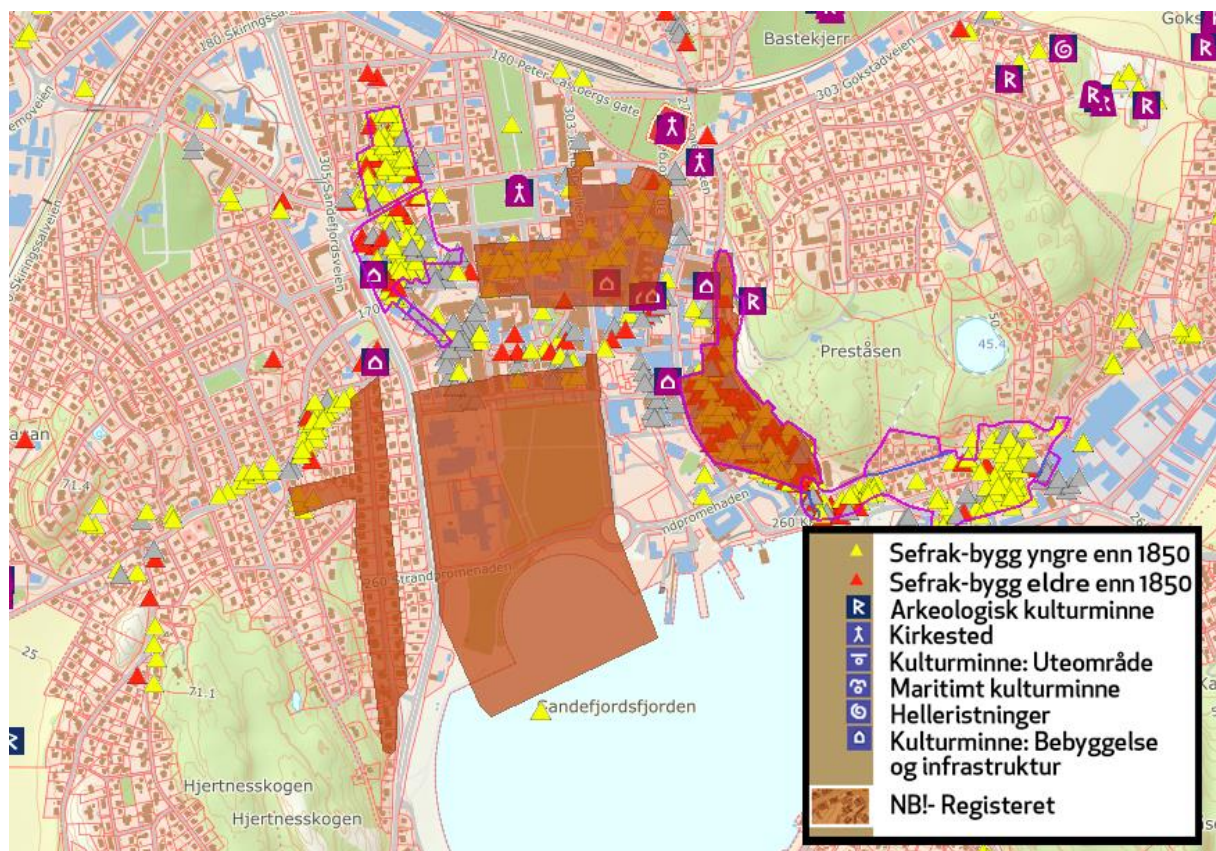 180 Skiringssalveien
Bastekjerr
Goks
180 Peter Castbergs gate
303 Gokstadveien
305 Sandefjordsveien
Skiringssalveien
170
50
45.4
Preståsen
71.4
260 Strandpromenaden
ndpromenaden
25
71.1
Sandefjordsfjorden
Hjertnesskogen
Hjertnesskogen
Sefrak-bygg yngre enn 1850
Sefrak-bygg eldre enn 1850
Arkeologisk kulturminne
Kirkested
Kulturminne: Uteområde
Maritimt kulturminne
Helleristninger
Kulturminne: Bebyggelse
og infrastruktur
NB!- Registeret